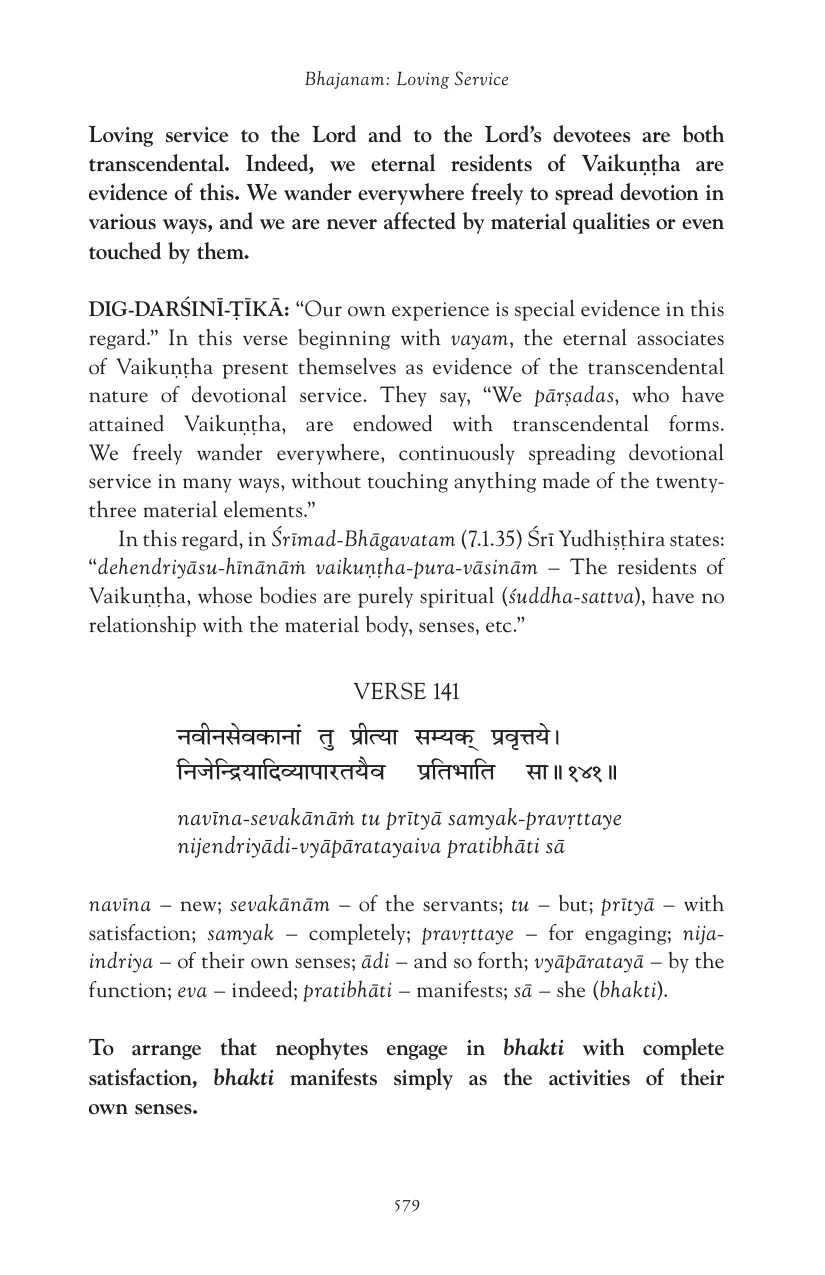 Bhajanam: Loving Service
Loving service to the Lord and to the Lord’s devotees are both
transcendental. Indeed, we eternal residents of Vaikuṇṭha are
evidence of this. We wander everywhere freely to spread devotion in
various ways, and we are never affected by material qualities or even
touched by them.
DIG-DARŚINĪ-ṬĪKĀ: “Our own experience is special evidence in this
regard.” In this verse beginning with vayam, the eternal associates
of Vaikuṇṭha present themselves as evidence of the transcendental
nature of devotional service. They say, “We pārṣadas, who have
attained Vaikuṇṭha, are endowed with transcendental forms.
We freely wander everywhere, continuously spreading devotional
service in many ways, without touching anything made of the twenty-
three material elements.”
In this regard, in Śrīmad-Bhāgavatam (7.1.35) Śrī Yudhiṣṭhira states:
“dehendriyāsu-hīnānāṁ vaikuṇṭha-pura-vāsinām – The residents of
Vaikuṇṭha, whose bodies are purely spiritual (śuddha-sattva), have no
relationship with the material body, senses, etc.”
VERSE 141
नवीनसेवकानां तु प्रीत्या सम्यक् प्रवृत्तये।
निजेन्द्रियादिव्यापारतयैव प्रतिभाति सा॥१४१॥
navīna-sevakānāṁ tu prītyā samyak-pravṛttaye
nijendriyādi-vyāpāratayaiva pratibhāti sā
navīna – new; sevakānām – of the servants; tu – but; prītyā – with
satisfaction; samyak – completely; pravṛttaye – for engaging; nija-
indriya – of their own senses; ādi – and so forth; vyāpāratayā – by the
function; eva – indeed; pratibhāti – manifests; sā – she (bhakti).
To arrange that neophytes engage in bhakti with complete
satisfaction, bhakti manifests simply as the activities of their
own senses.
579